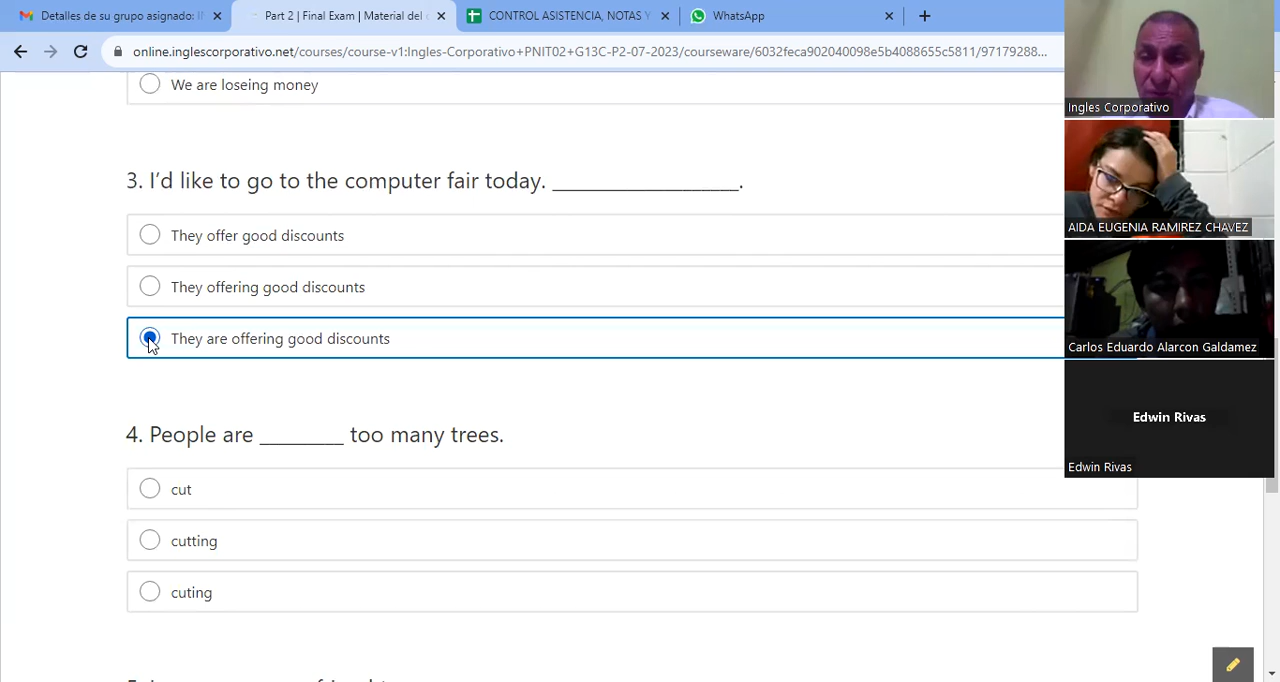 Detalles de su grupo asignado: I
Part 2 | Final Exam | Material del
CONTROL ASISTENCIA, NOTAS Y
WhatsApp
online.inglescorporativo.net/courses/course-v1:Ingles-Corporativo+PNIT02+G13C-P2-07-2023/courseware/6032feca902040098e5b4088655c5811/97179288...
We are loseing money
3. I'd like to go to the computer fair today. ___________________.
They offer good discounts
They offering good discounts
They are offering good discounts
4. People are _________ too many trees.
cut
cutting
cuting
Ingles Corporativo
AIDA EUGENIA RAMIREZ CHAVEZ
Carlos Eduardo Alarcon Galdamez
Edwin Rivas
Edwin Rivas